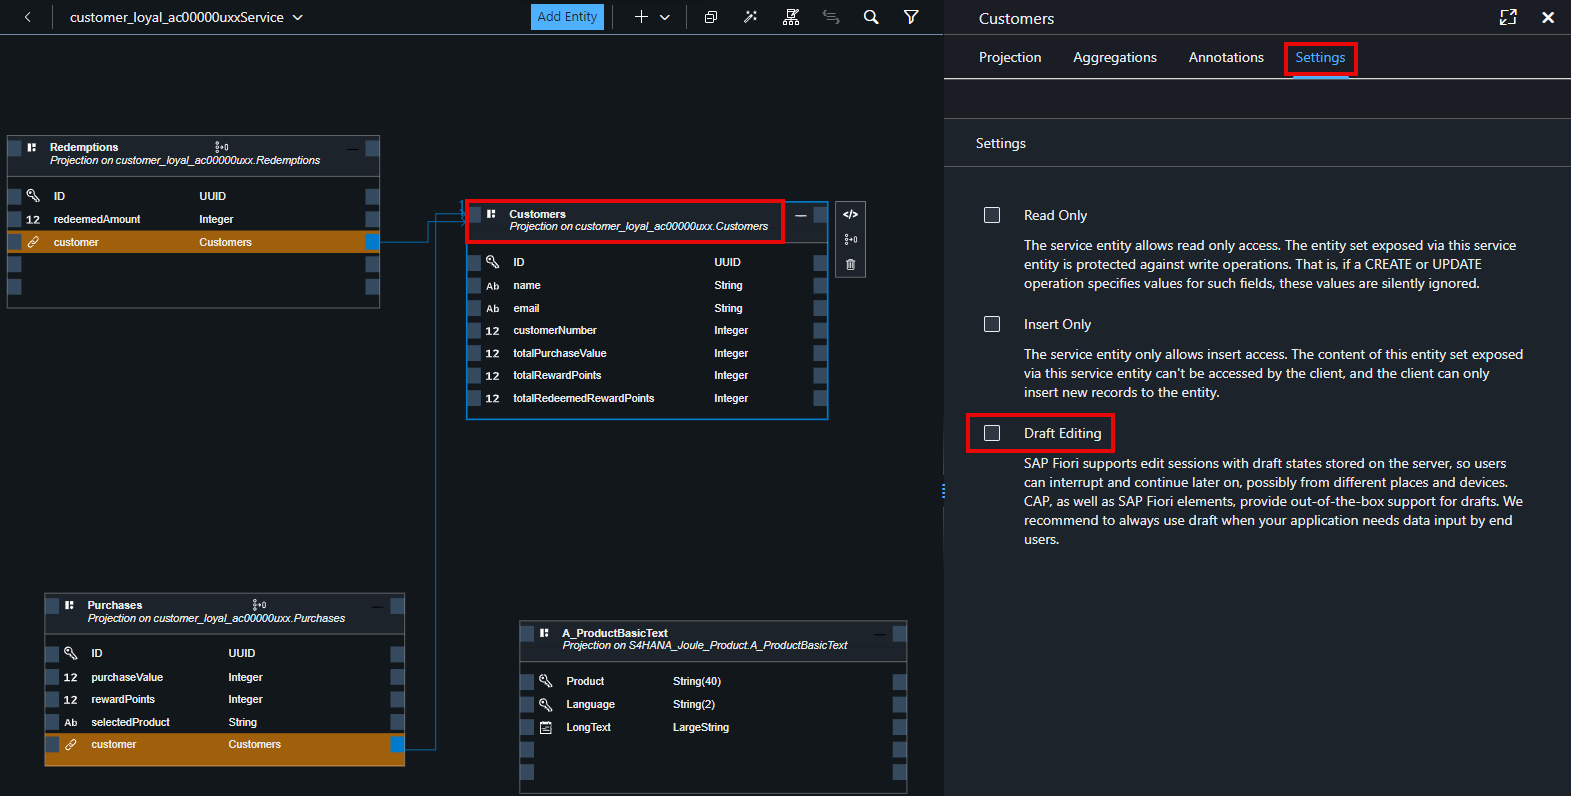 customer_loyal_ac00000uxxService
Add Entity
Customers
Projection
Aggregations
Annotations
Settings
Settings
Redemptions
Projection on customer_loyal_ac00000uxx.Redemptions
ID UUID
12 redeemedAmount Integer
customer Customers
1
Customers
Projection on customer_loyal_ac00000uxx.Customers
</>
ID UUID
Ab name String
Ab email String
12 customerNumber Integer
12 totalPurchaseValue Integer
12 totalRewardPoints Integer
12 totalRedeemedRewardPoints Integer
Purchases
Projection on customer_loyal_ac00000uxx.Purchases
ID UUID
12 purchaseValue Integer
12 rewardPoints Integer
Ab selectedProduct String
customer Customers
A_ProductBasicText
Projection on S4HANA_Joule_Product.A_ProductBasicText
Product String(40)
Language String(2)
LongText LargeString
Read Only
The service entity allows read only access. The entity set exposed via this service
entity is protected against write operations. That is, if a CREATE or UPDATE
operation specifies values for such fields, these values are silently ignored.
Insert Only
The service entity only allows insert access. The content of this entity set exposed
via this service entity can't be accessed by the client, and the client can only
insert new records to the entity.
Draft Editing
SAP Fiori supports edit sessions with draft states stored on the server, so users
can interrupt and continue later on, possibly from different places and devices.
CAP, as well as SAP Fiori elements, provide out-of-the-box support for drafts. We
recommend to always use draft when your application needs data input by end
users.